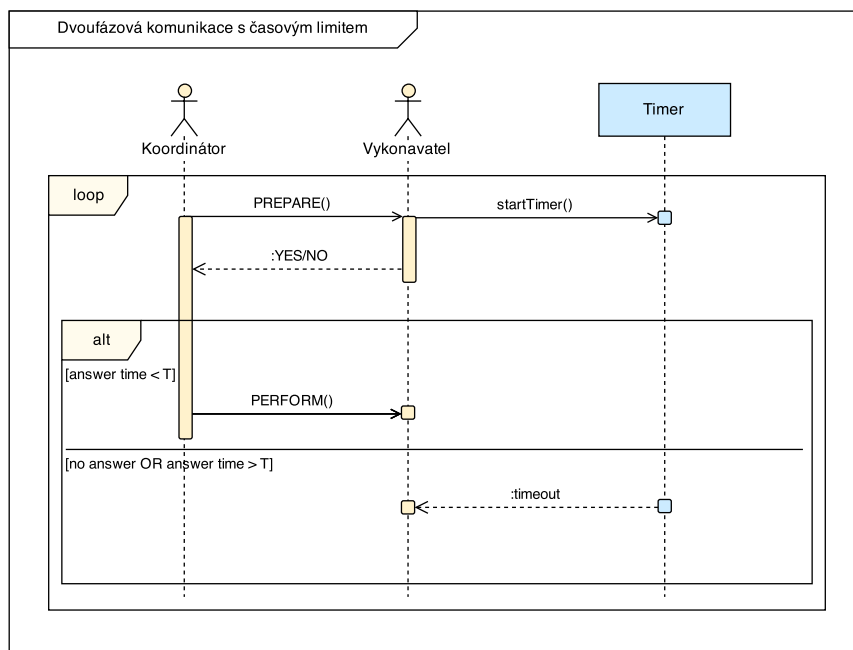 Dvoufázová komunikace s časovým limitem
Koordinátor
Vykonavatel
Timer
loop
PREPARE()
startTimer()
:YES/NO
alt
[answer time < T]
PERFORM()
[no answer OR answer time > T]
:timeout